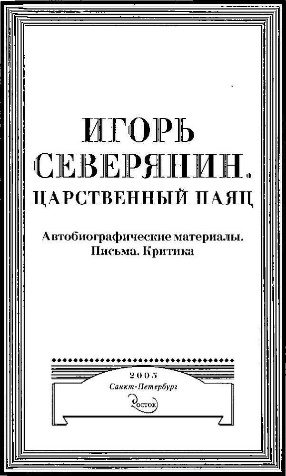 ИГОРЬ
СЕВЕРЯНИН.
ЦАРСТВЕННЫЙ ПАЯЦ
Автобиографические материалы.
Письма. Критика
2005
Санкт-Петербург
Росток